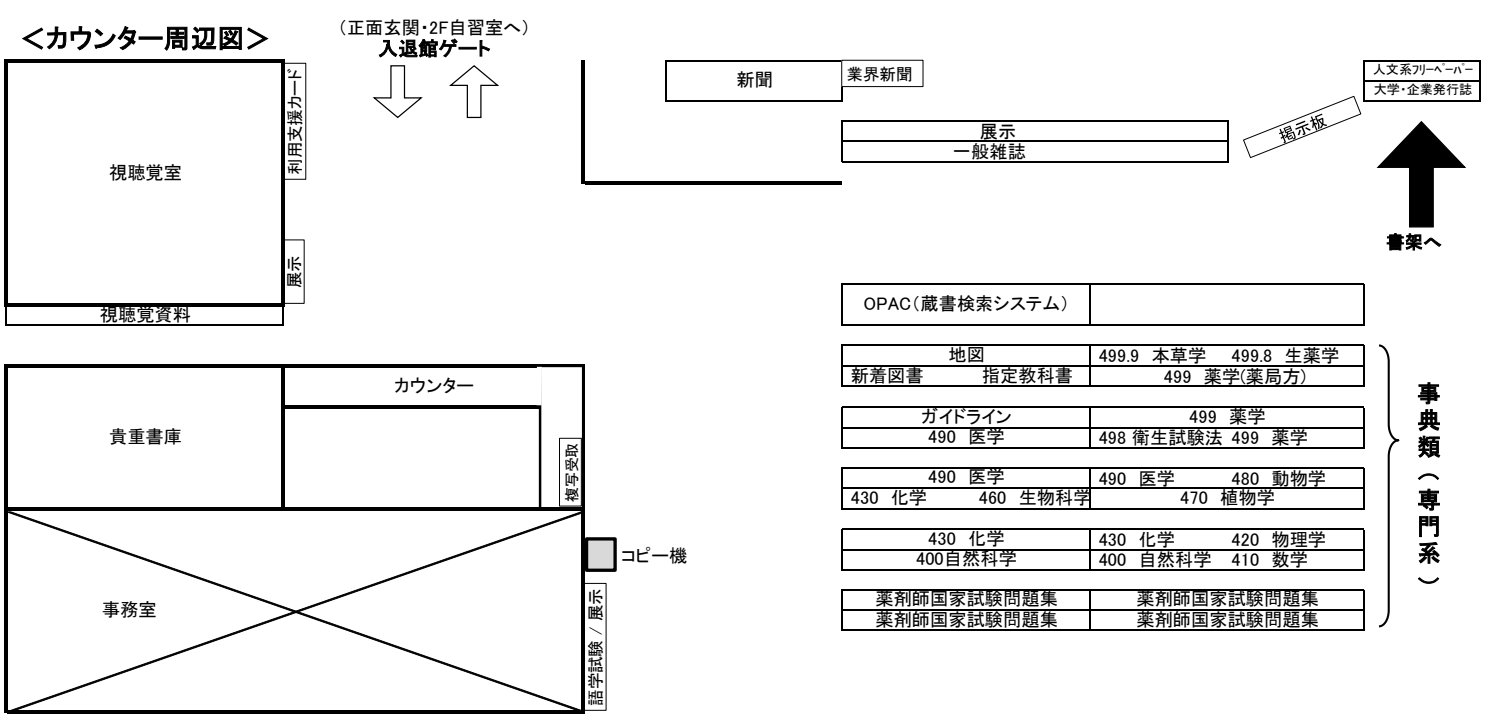 ＜カウンター周辺図＞
（正面玄関・2F自習室へ）
入退館ゲート
視聴覚室
利用支援カード
展示
視聴覚資料
新聞
業界新聞
展示
一般雑誌
掲示板
人文系フリーペーパー
大学・企業発行誌
書架へ
OPAC（蔵書検索システム）
地図
499.9 本草学 499.8 生薬学
新着図書 指定教科書
499 薬学(薬局方)
ガイドライン
499 薬学
490 医学
498 衛生試験法 499 薬学
490 医学
490 医学 480 動物学
430 化学 460 生物科学
470 植物学
430 化学
430 化学 420 物理学
400自然科学
400 自然科学 410 数学
薬剤師国家試験問題集
薬剤師国家試験問題集
薬剤師国家試験問題集
薬剤師国家試験問題集
事典類（専門系）
カウンター
貴重書庫
複写受取
コピー機
事務室
語学試験 / 展示